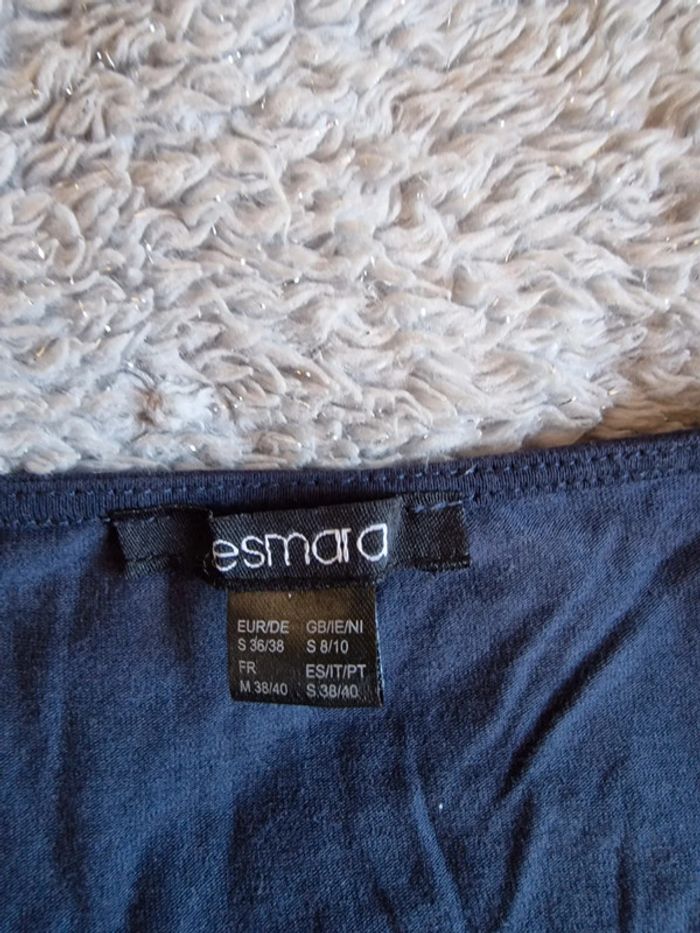 esmara
EUR/DE GB/IE/NI
S 36/38 S 8/10
FR ES/IT/PT
M 38/40 S 38/40